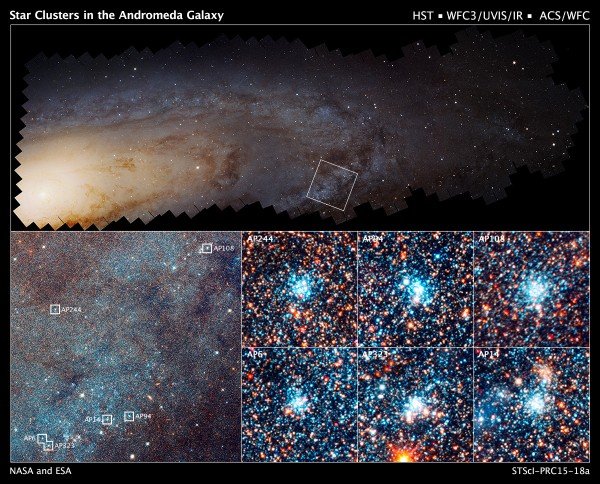 Star Clusters in the Andromeda Galaxy
HST ▪ WFC3/UVIS/IR ▪ ACS/WFC
AP108
AP244
AP14
AP94
AP6
AP323
AP244
AP94
AP108
AP6
AP323
AP14
NASA and ESA
STScI-PRC15-18a